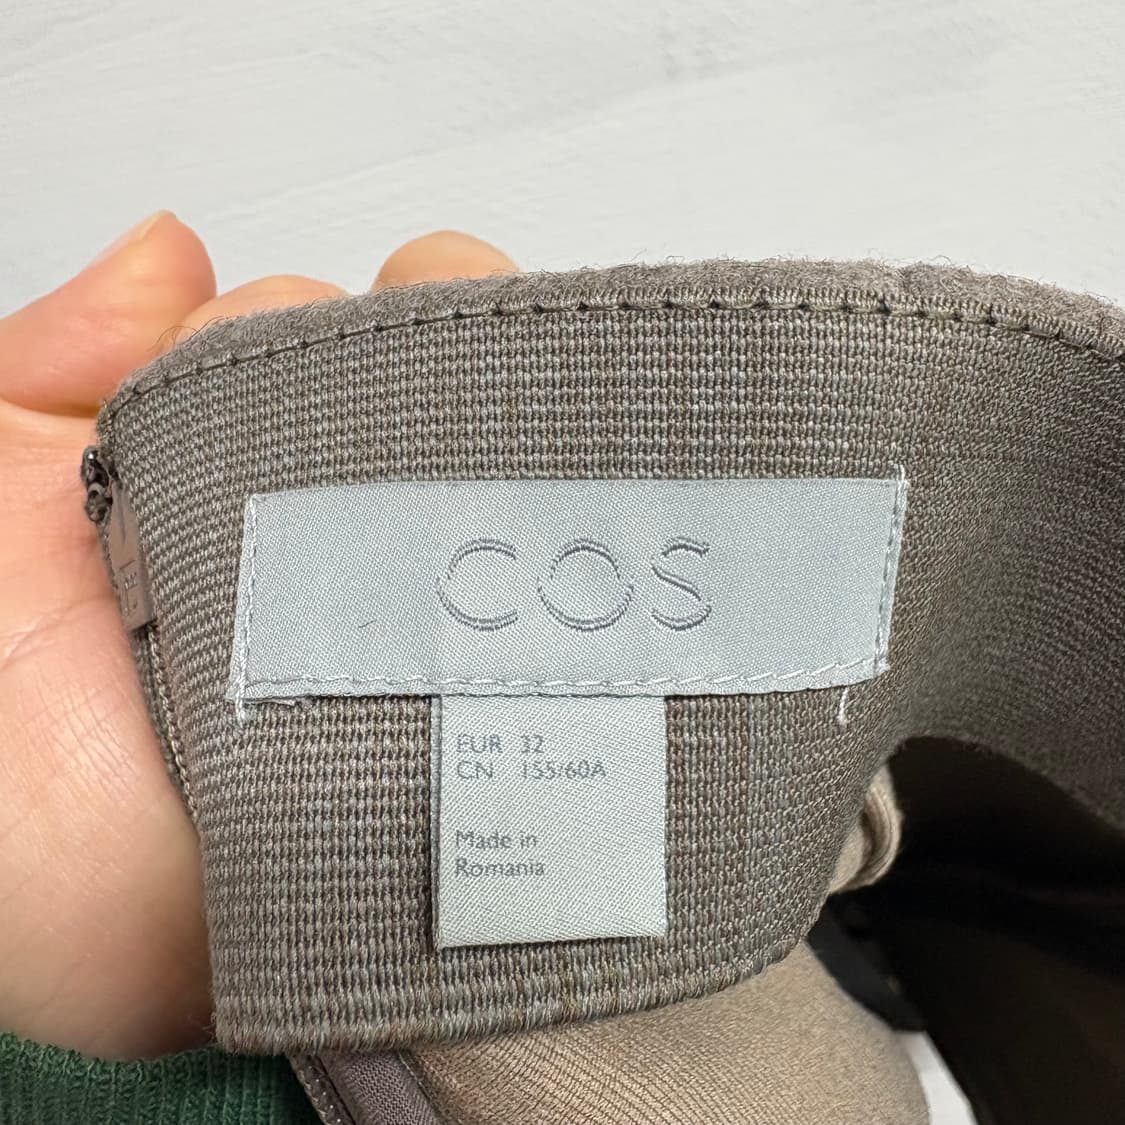 COS
EUR 32
CN 155/60A
Made in
Romania